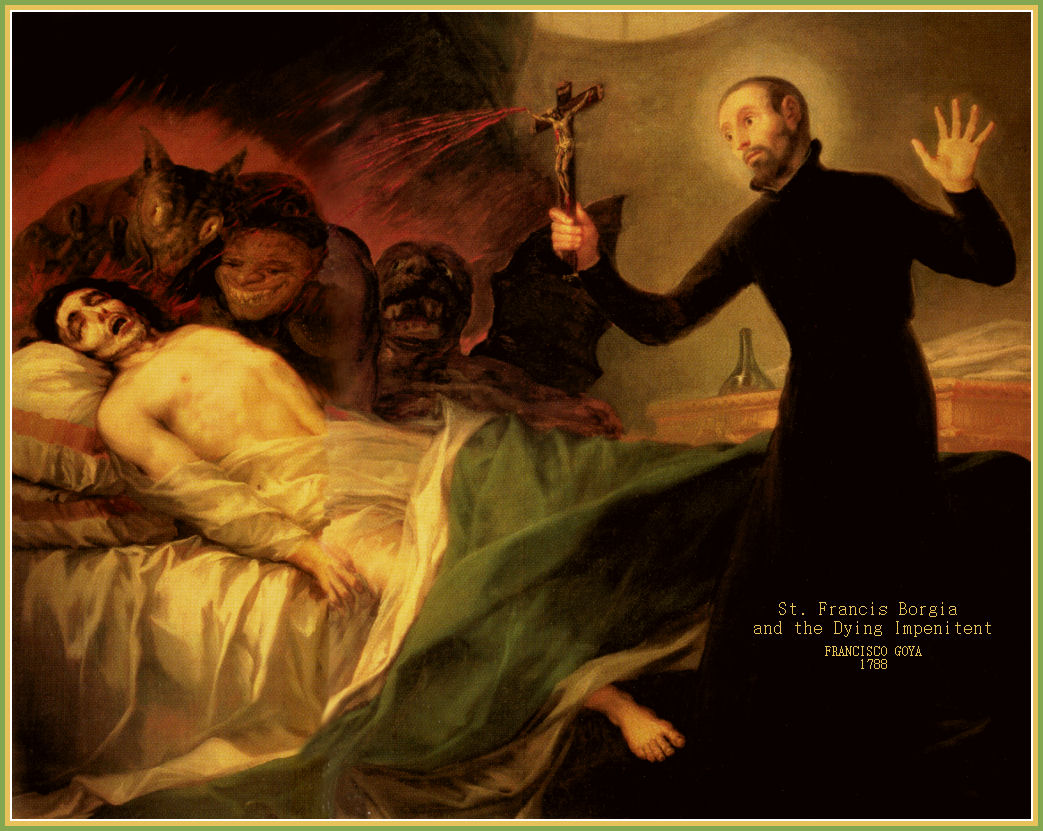 St. Francis Borgia
and the Dying Impenitent
FRANCISCO GOYA
1788